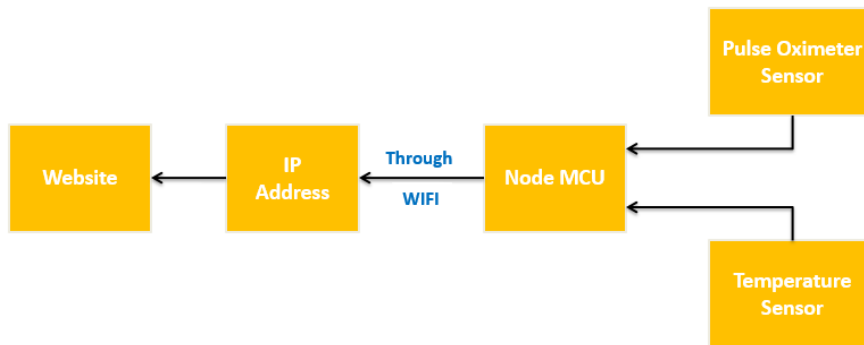 Pulse Oximeter
Sensor
Website
IP
Address
Through
WIFI
Node MCU
Temperature
Sensor